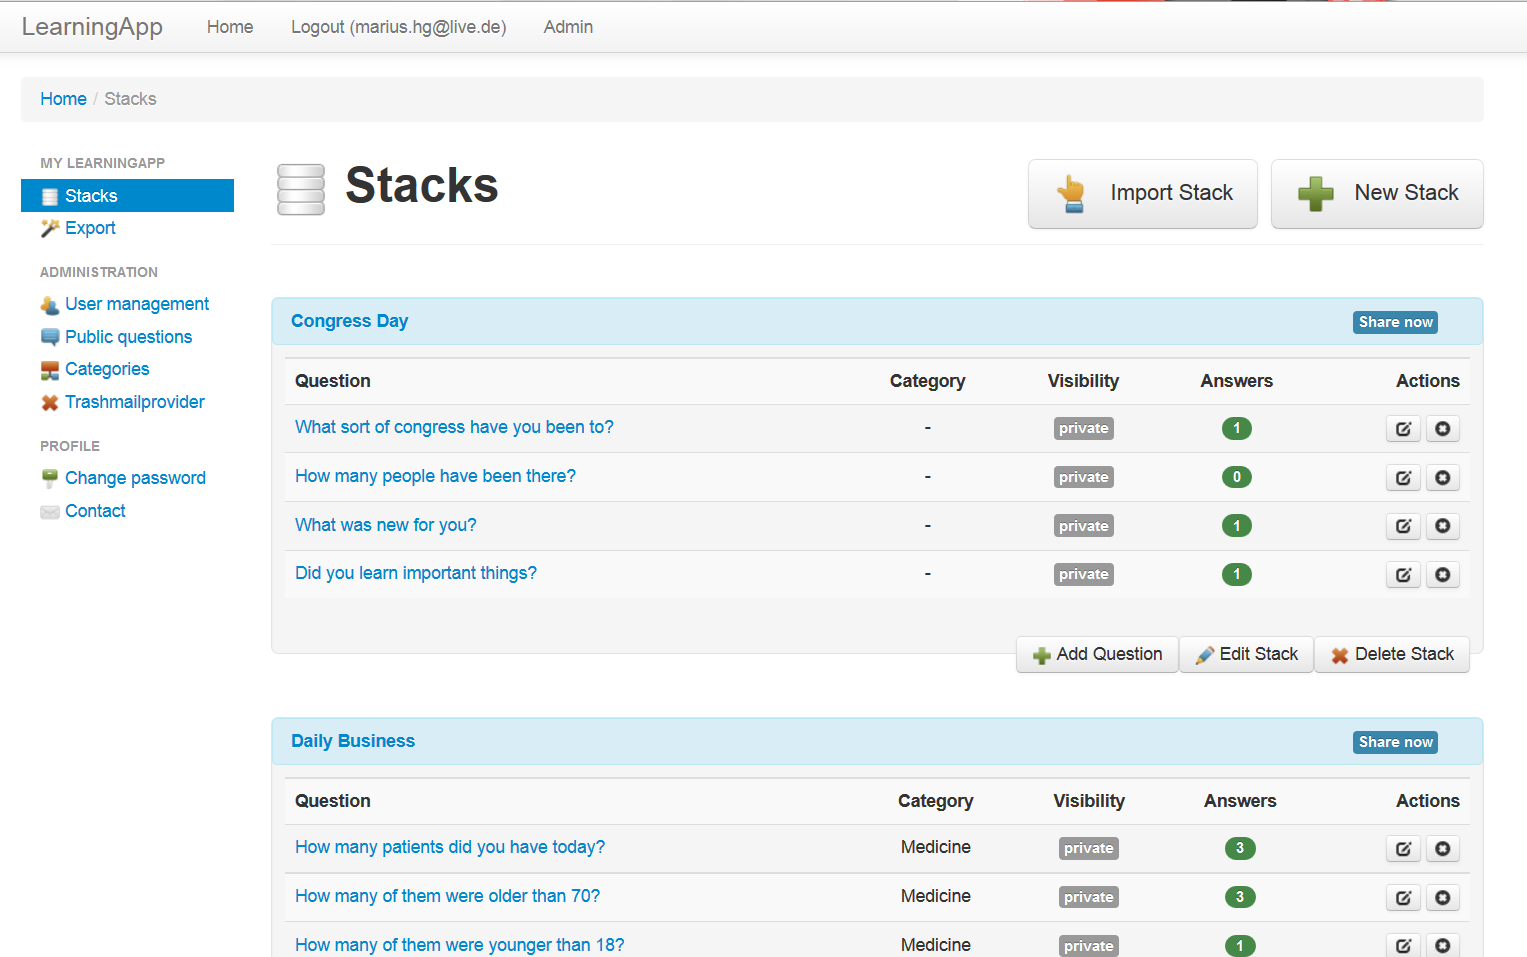 LearningApp Home Logout (marius.hg@live.de) Admin
Home / Stacks
MY LEARNINGAPP
Stacks
Export
ADMINISTRATION
User management
Public questions
Categories
Trashmailprovider
PROFILE
Change password
Contact
Stacks
Import Stack
New Stack
Congress Day Share now
Question Category Visibility Answers Actions
What sort of congress have you been to? - private 1
How many people have been there? - private 0
What was new for you? - private 1
Did you learn important things? - private 1
Add Question Edit Stack Delete Stack
Daily Business Share now
Question Category Visibility Answers Actions
How many patients did you have today? Medicine private 3
How many of them were older than 70? Medicine private 3
How many of them were younger than 18? Medicine private 1